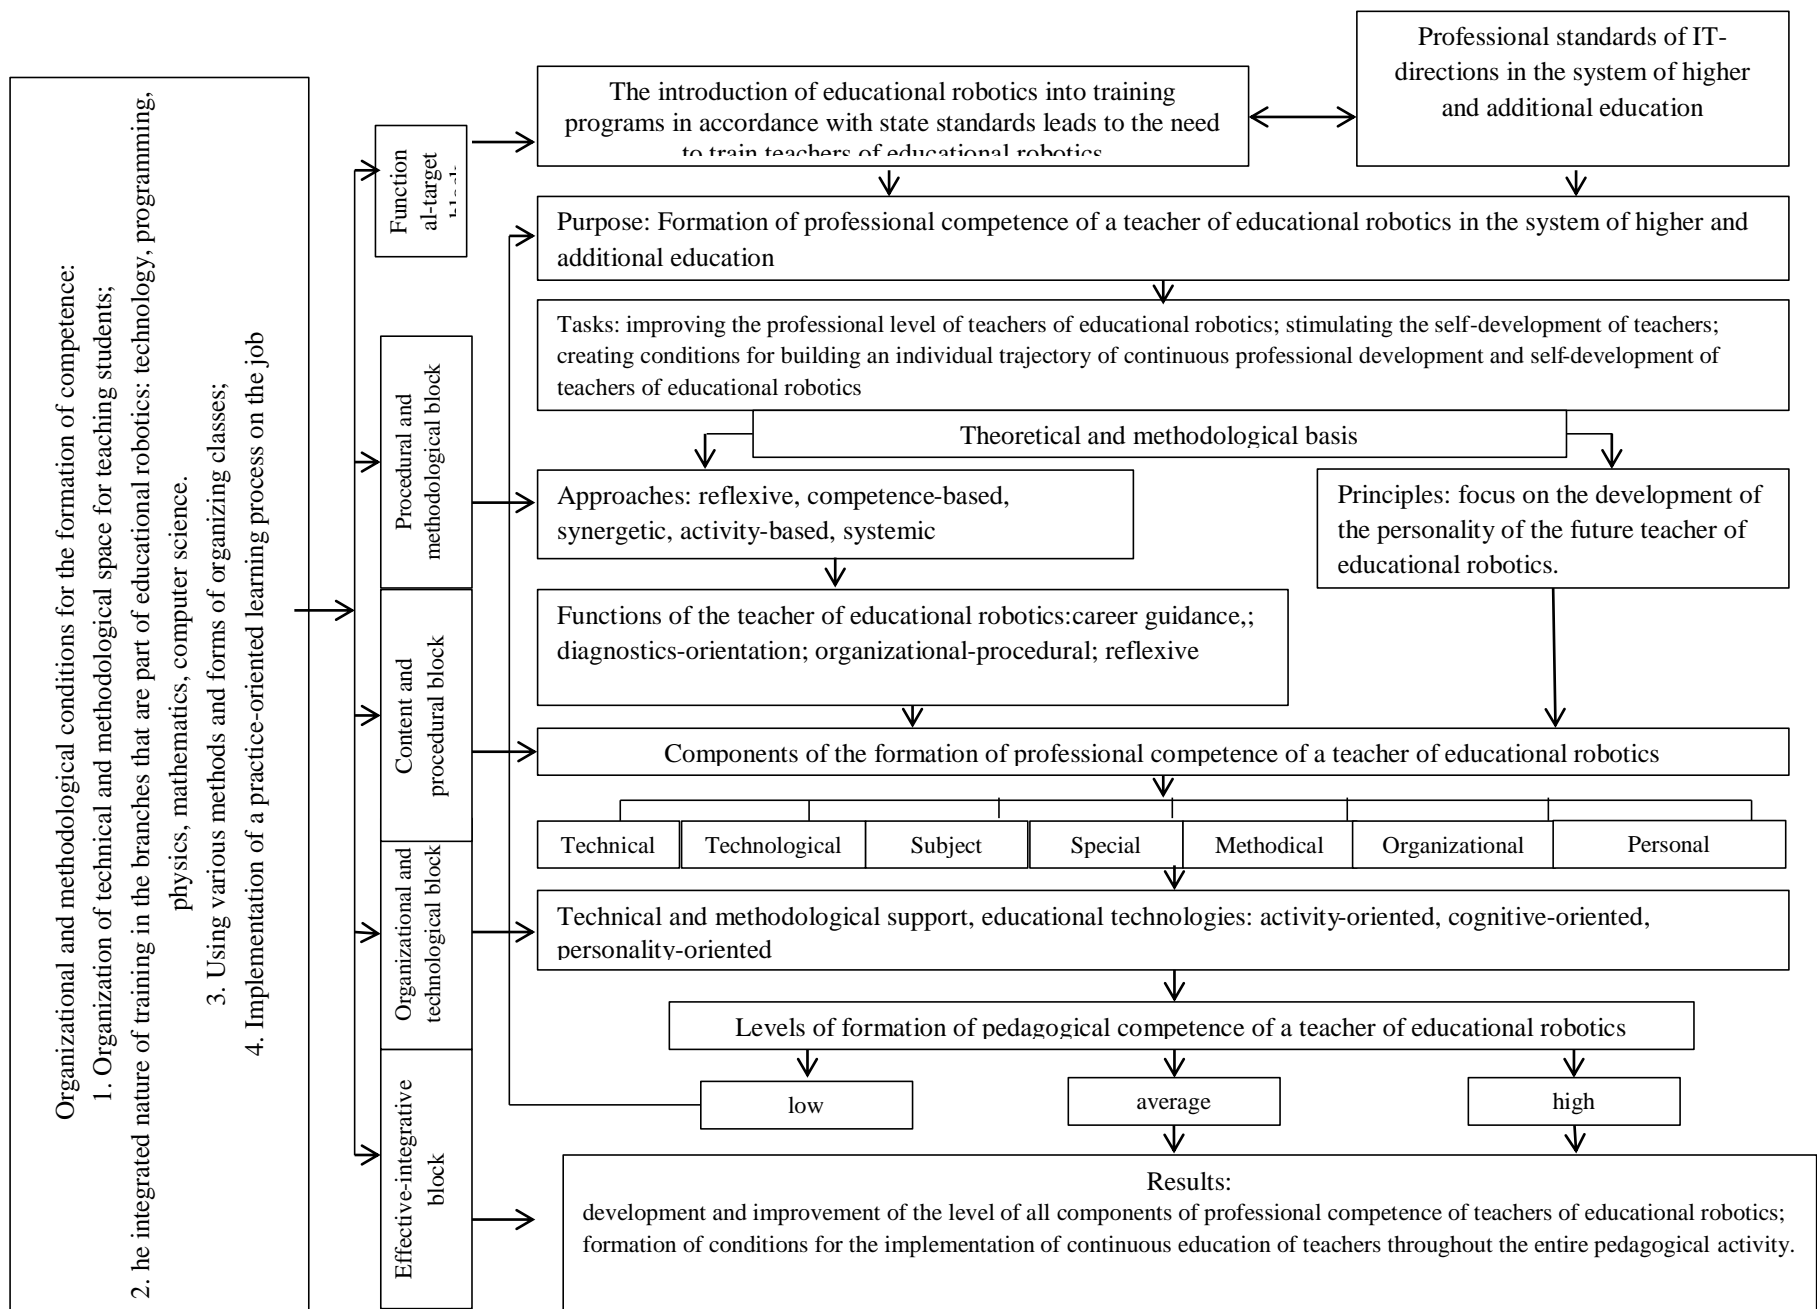 Organizational and methodological conditions for the formation of competence:
1. Organization of technical and methodological space for teaching students;
2. he integrated nature of training in the branches that are part of educational robotics: technology, programming,
physics, mathematics, computer science.
3. Using various methods and forms of organizing classes;
4. Implementation of a practice-oriented learning process on the job
Function
al-target
block
Procedural and
methodological block
Content and
procedural block
Organizational and
technological block
Effective-integrative
block
The introduction of educational robotics into training
programs in accordance with state standards leads to the need
to train teachers of educational robotics
Professional standards of IT-
directions in the system of higher
and additional education
Purpose: Formation of professional competence of a teacher of educational robotics in the system of higher and
additional education
Tasks: improving the professional level of teachers of educational robotics; stimulating the self-development of teachers;
creating conditions for building an individual trajectory of continuous professional development and self-development of
teachers of educational robotics
Theoretical and methodological basis
Approaches: reflexive, competence-based,
synergetic, activity-based, systemic
Principles: focus on the development of
the personality of the future teacher of
educational robotics.
Functions of the teacher of educational robotics:career guidance,;
diagnostics-orientation; organizational-procedural; reflexive
Components of the formation of professional competence of a teacher of educational robotics
Technical
Technological
Subject
Special
Methodical
Organizational
Personal
Technical and methodological support, educational technologies: activity-oriented, cognitive-oriented,
personality-oriented
Levels of formation of pedagogical competence of a teacher of educational robotics
low
average
high
Results:
development and improvement of the level of all components of professional competence of teachers of educational robotics;
formation of conditions for the implementation of continuous education of teachers throughout the entire pedagogical activity.